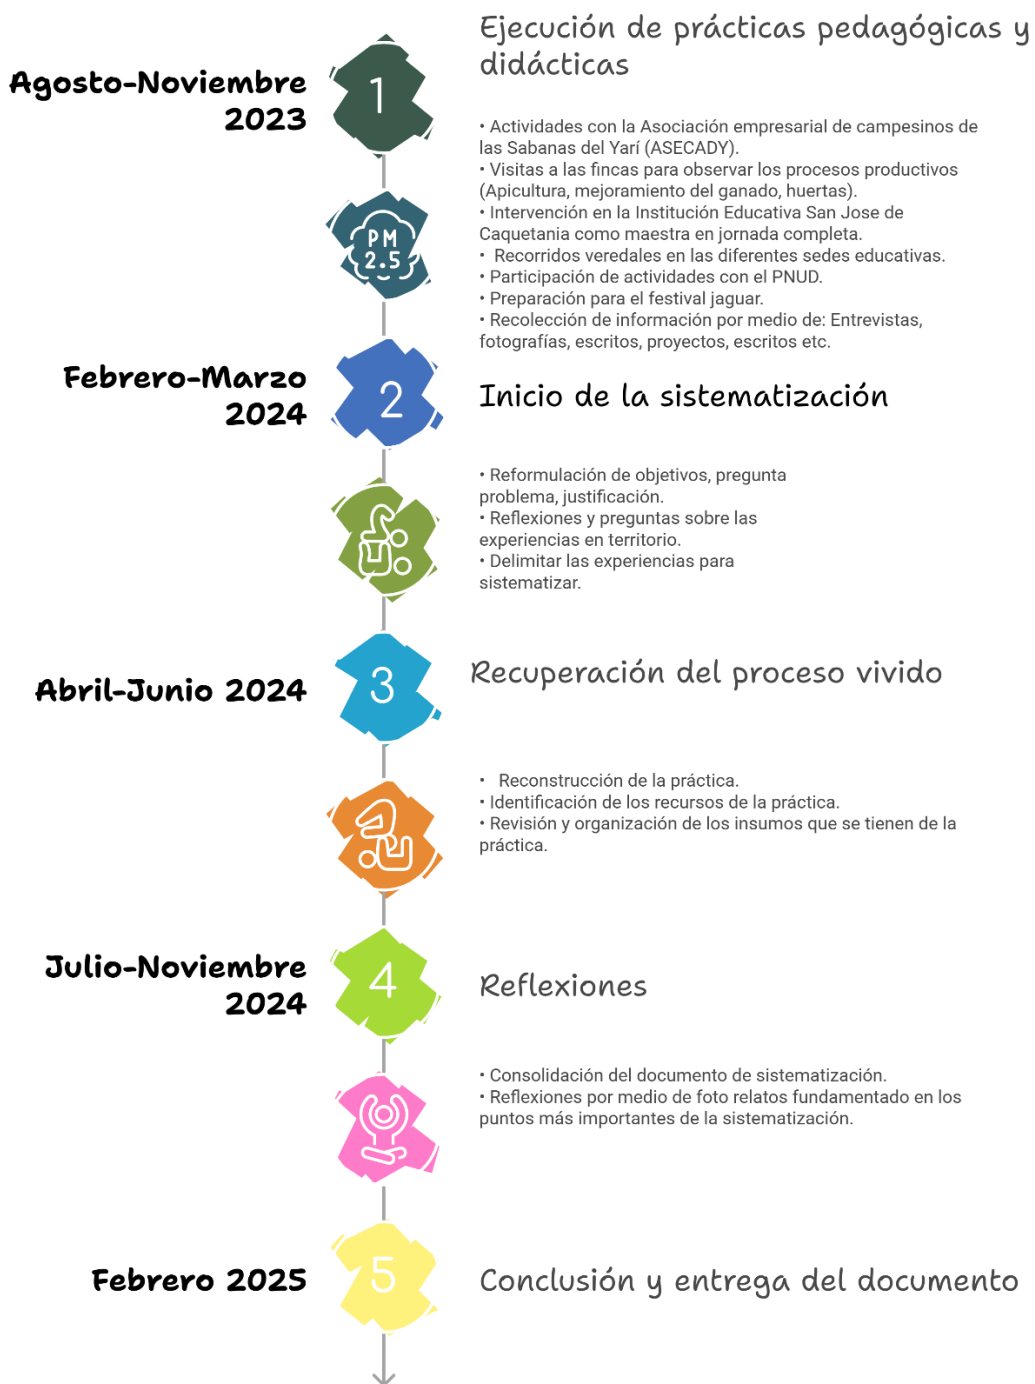 Agosto-Noviembre
2023
1
Ejecución de prácticas pedagógicas y
didácticas
• Actividades con la Asociación empresarial de campesinos de
las Sabanas del Yarí (ASECADY).
• Visitas a las fincas para observar los procesos productivos
(Apicultura, mejoramiento del ganado, huertas).
• Intervención en la Institución Educativa San Jose de
Caquetania como maestra en jornada completa.
• Recorridos veredales en las diferentes sedes educativas.
• Participación de actividades con el PNUD.
• Preparación para el festival jaguar.
• Recolección de información por medio de: Entrevistas,
fotografías, escritos, proyectos, escritos etc.
PM
2.5
Febrero-Marzo
2024
2
Inicio de la sistematización
• Reformulación de objetivos, pregunta
problema, justificación.
• Reflexiones y preguntas sobre las
experiencias en territorio.
• Delimitar las experiencias para
sistematizar.
Abril-Junio 2024
3
Recuperación del proceso vivido
• Reconstrucción de la práctica.
• Identificación de los recursos de la práctica.
• Revisión y organización de los insumos que se tienen de la
práctica.
Julio-Noviembre
2024
4
Reflexiones
• Consolidación del documento de sistematización.
• Reflexiones por medio de foto relatos fundamentado en los
puntos más importantes de la sistematización.
Febrero 2025
5
Conclusión y entrega del documento